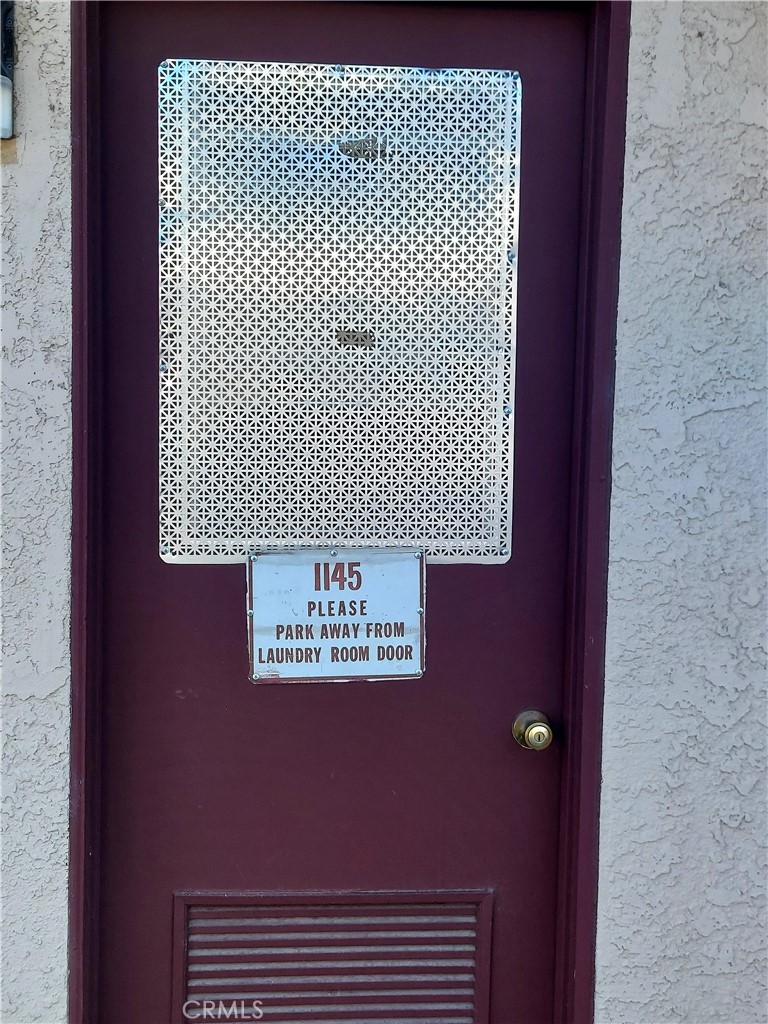 1145
PLEASE
PARK AWAY FROM
LAUNDRY ROOM DOOR
CRMLS